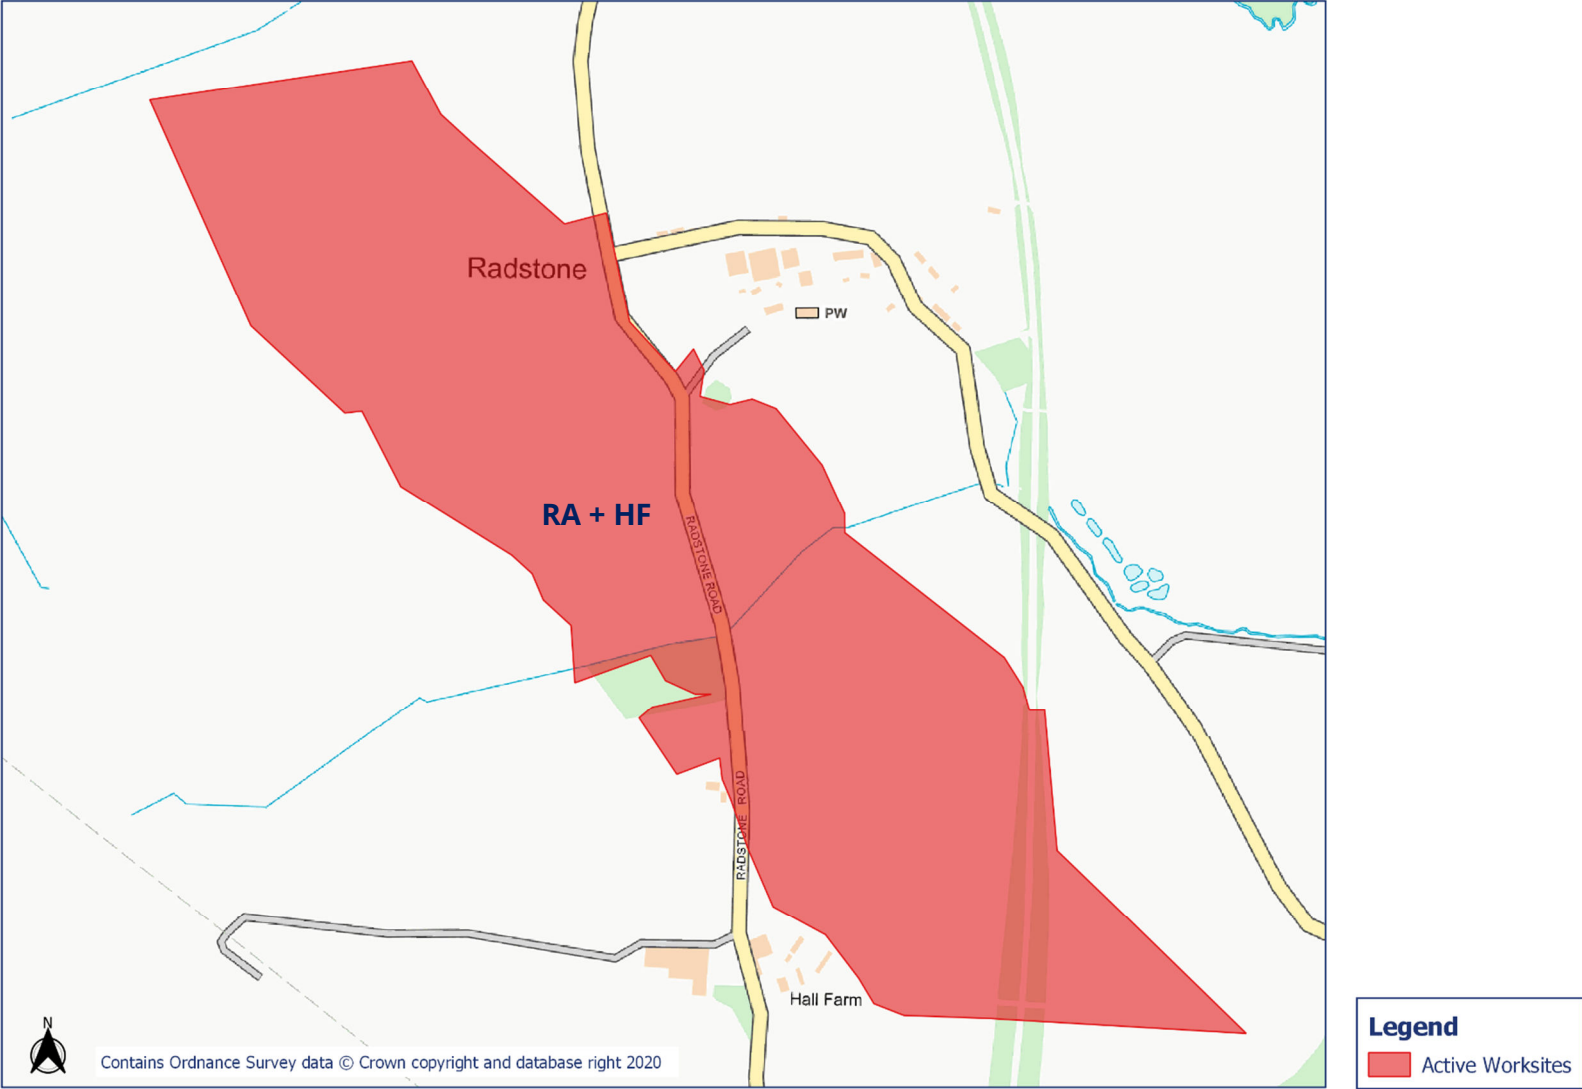 Radstone
PW
RA + HF
RADSTONE ROAD
RADSTONE ROAD
Hall Farm
N
Contains Ordnance Survey data © Crown copyright and database right 2020
Legend
Active Worksites